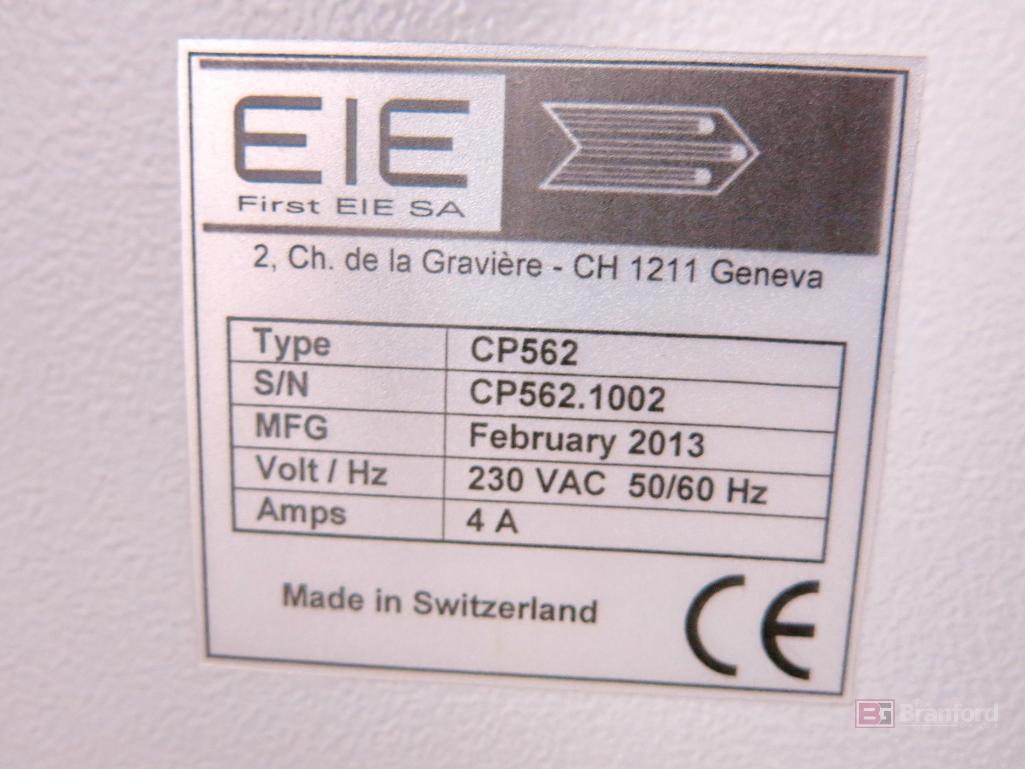 EIE
First EIE SA
2, Ch. de la Gravière - CH 1211 Geneva
Type CP562
S/N CP562.1002
MFG February 2013
Volt / Hz 230 VAC 50/60 Hz
Amps 4 A
Made in Switzerland CE
BG Branford